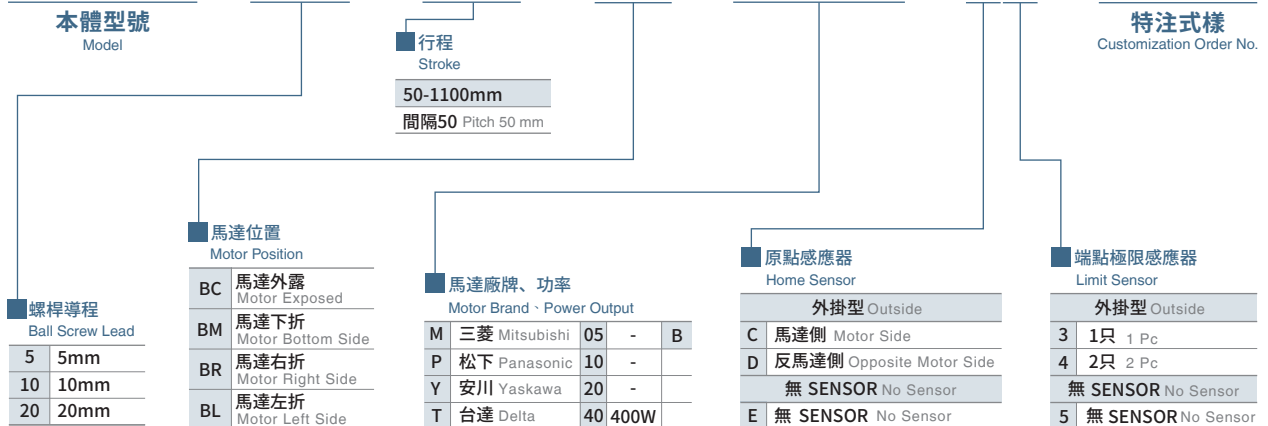 本體型號
Model
行程
Stroke
50-1100mm
間隔50 Pitch 50 mm
特注式樣
Customization Order No.
螺桿導程
Ball Screw Lead
5 5mm
10 10mm
20 20mm
馬達位置
Motor Position
BC 馬達外露
Motor Exposed
BM 馬達下折
Motor Bottom Side
BR 馬達右折
Motor Right Side
BL 馬達左折
Motor Left Side
馬達廠牌、功率
Motor Brand、Power Output
M 三菱 Mitsubishi 05 - B
P 松下 Panasonic 10 -
Y 安川 Yaskawa 20 -
T 台達 Delta 40 400W
原點感應器
Home Sensor
外掛型 Outside
C 馬達側 Motor Side
D 反馬達側 Opposite Motor Side
無 SENSOR No Sensor
E 無 SENSOR No Sensor
端點極限感應器
Limit Sensor
外掛型 Outside
3 1只 1 Pc
4 2只 2 Pc
無 SENSOR No Sensor
5 無 SENSOR No Sensor